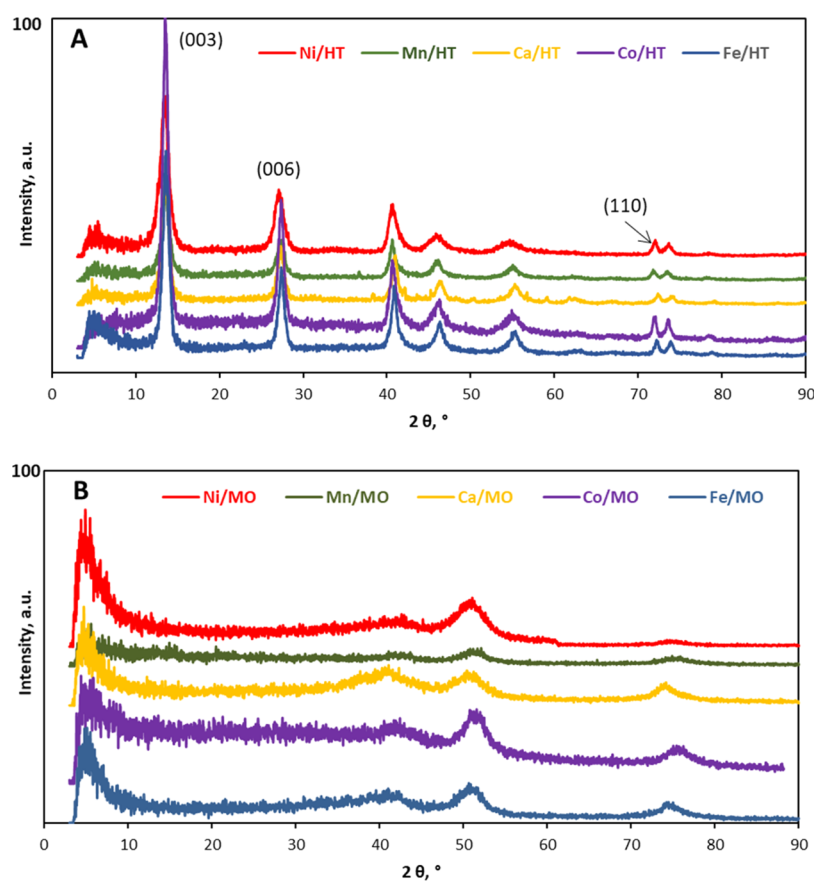 100
A
(003)
Ni/HT Mn/HT Ca/HT Co/HT Fe/HT
(006)
(110)
Intensity, a.u.
0 10 20 30 40 50 60 70 80 90
2 θ, °
100
B
Ni/MO Mn/MO Ca/MO Co/MO Fe/MO
Intensity, a.u.
0 10 20 30 40 50 60 70 80 90
2 θ, °